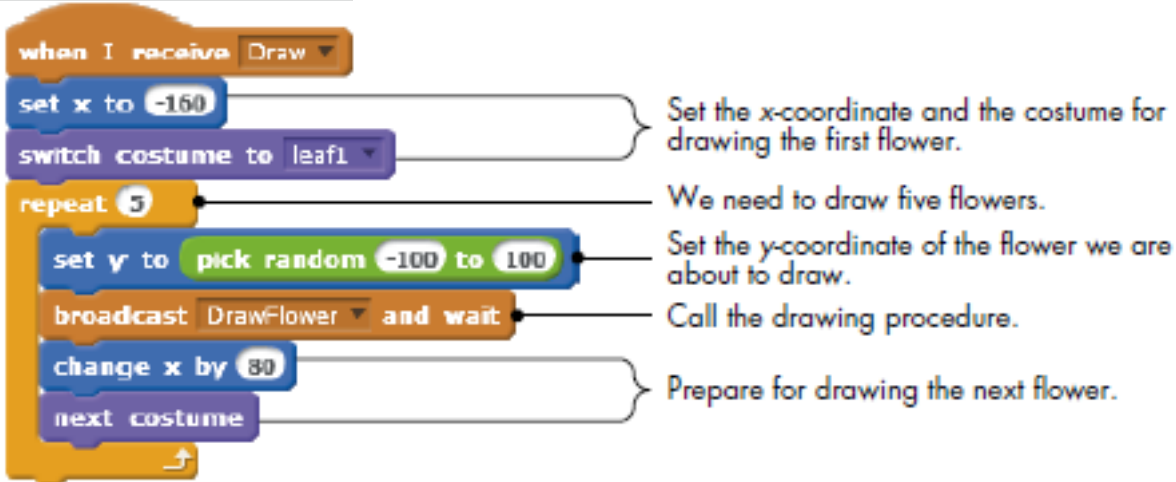 when I receive Draw
set x to -160
Set the x-coordinate and the costume for
drawing the first flower.
switch costume to leaf1
repeat 5
We need to draw five flowers.
set y to pick random -100 to 100
Set the y-coordinate of the flower we are
about to draw.
broadcast DrawFlower and wait
Call the drawing procedure.
change x by 80
Prepare for drawing the next flower.
next costume